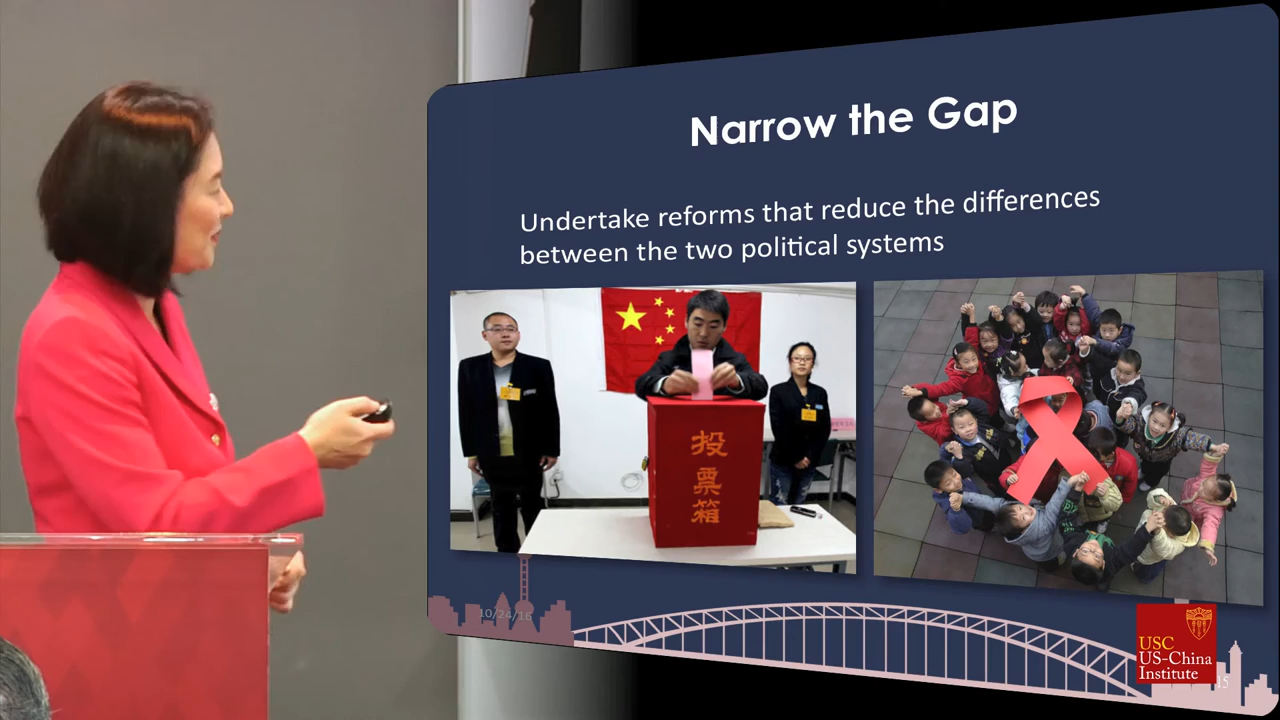 Narrow the Gap
Undertake reforms that reduce the differences
between the two political systems
投
票
箱
10/24/16
USC
US-China
Institute
15